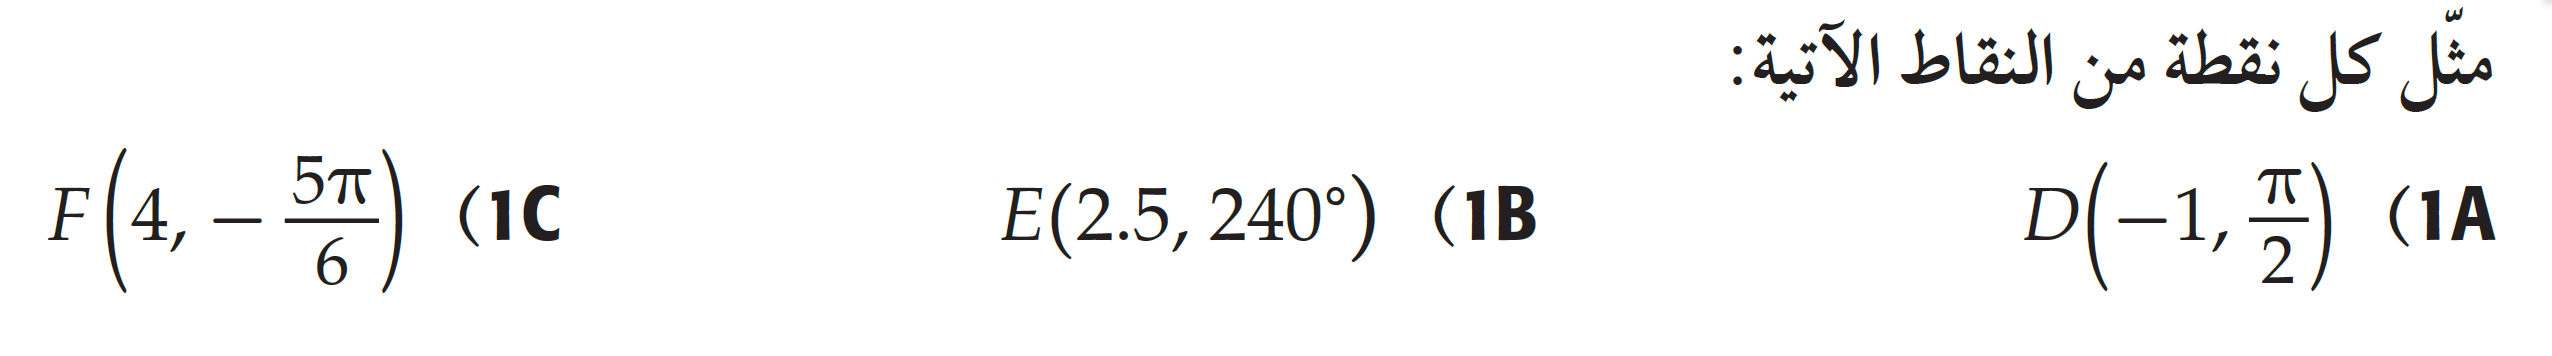 مثّل كل نقطة من النقاط الآتية:
1A) D(−1, π/2) 1B) E(2.5, 240°) 1C) F(4, −5π/6)